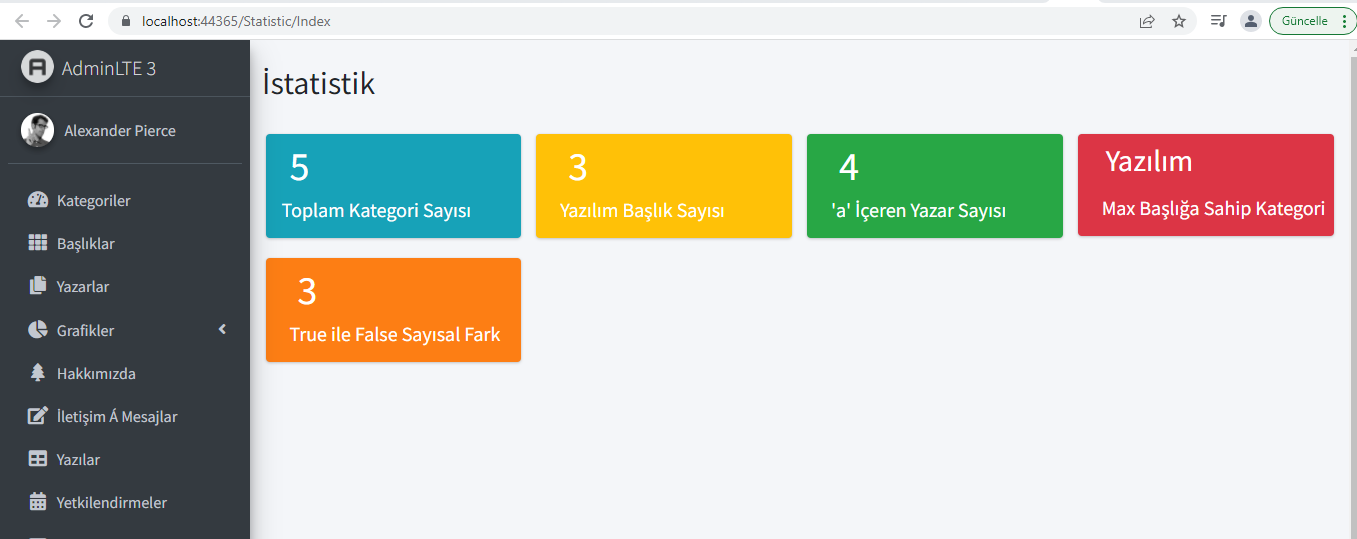 localhost:44365/Statistic/Index
Güncelle
AdminLTE 3
Alexander Pierce
Kategoriler
Başlıklar
Yazarlar
Grafikler
Hakkımızda
İletişim Á Mesajlar
Yazılar
Yetkilendirmeler
İstatistik
5
Toplam Kategori Sayısı
3
Yazılım Başlık Sayısı
4
'a' İçeren Yazar Sayısı
Yazılım
Max Başlığa Sahip Kategori
3
True ile False Sayısal Fark